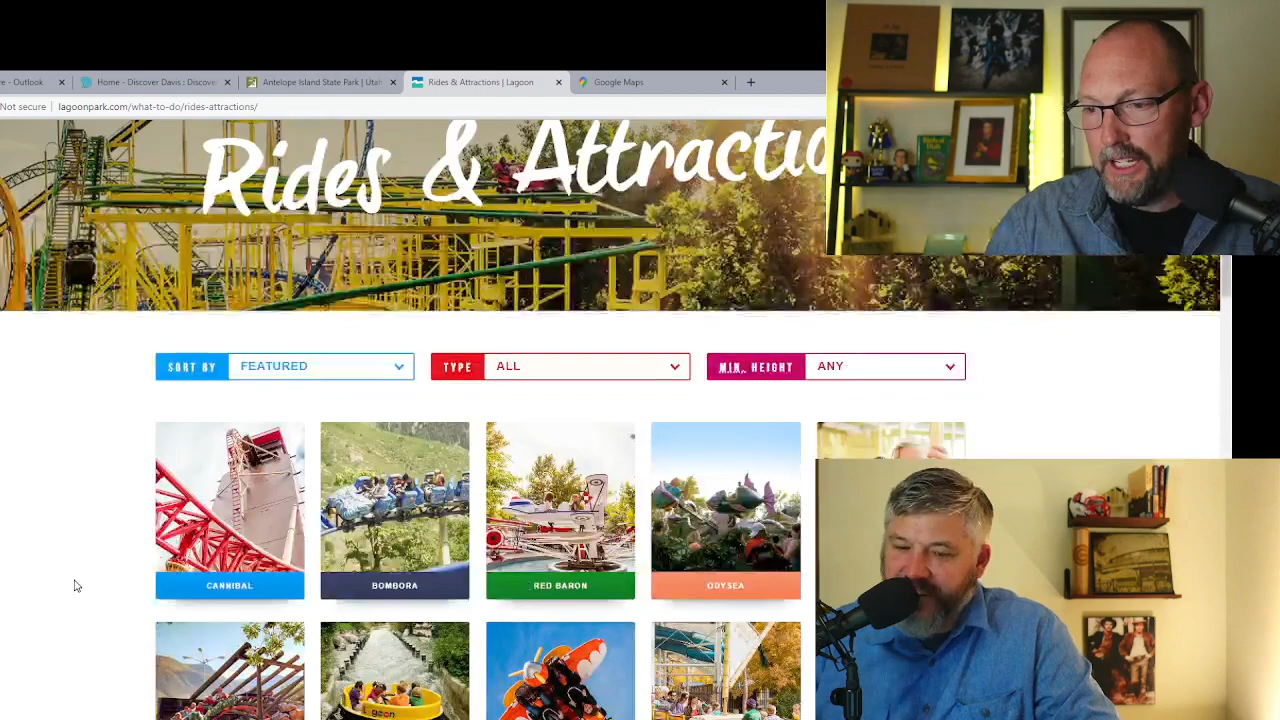 re - Outlook
Home - Discover Davis : Discove
Antelope Island State Park | Utah
Rides & Attractions | Lagoon
Google Maps
Not secure
lagoonpark.com/what-to-do/rides-attractions/
Rides & Attractio
SORT BY
FEATURED
TYPE
ALL
MIN. HEIGHT
ANY
CANNIBAL
BOMBORA
RED BARON
ODYSEA